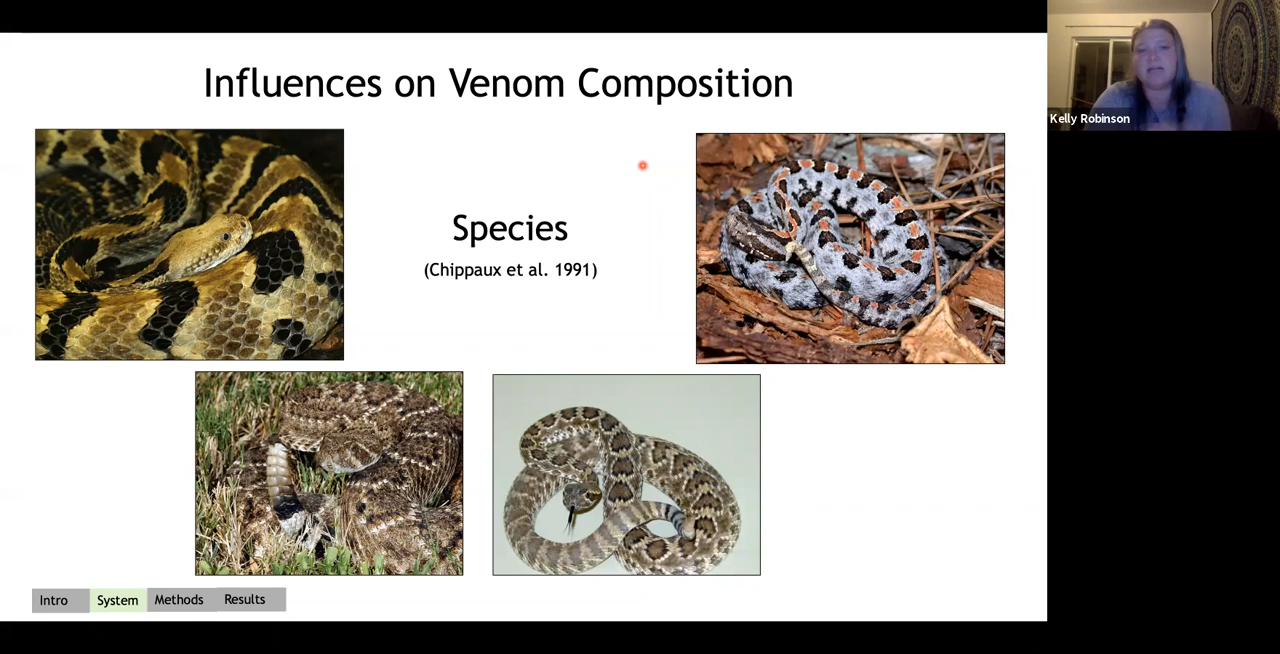 Influences on Venom Composition
Kelly Robinson
Species
(Chippaux et al. 1991)
Intro
System
Methods
Results